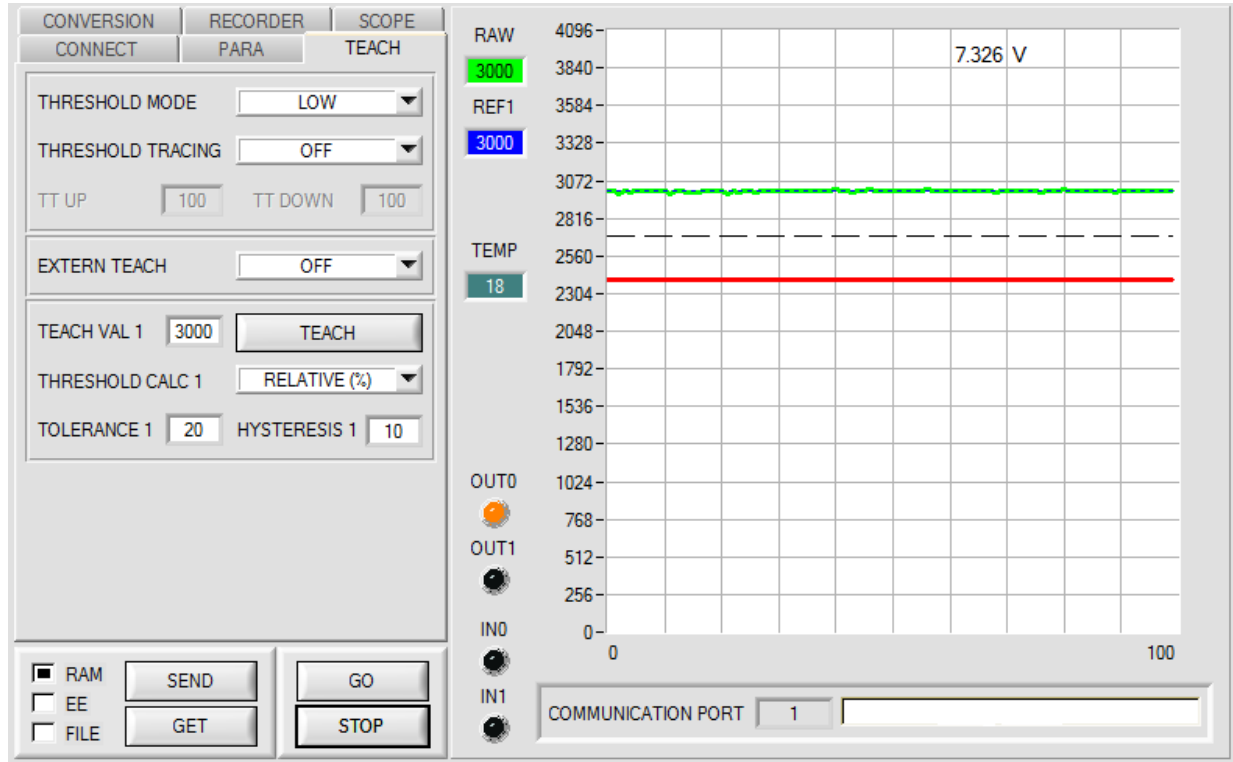 CONVERSION RECORDER SCOPE
CONNECT PARA TEACH
THRESHOLD MODE LOW
THRESHOLD TRACING OFF
TT UP 100 TT DOWN 100
EXTERN TEACH OFF
TEACH VAL 1 3000 TEACH
THRESHOLD CALC 1 RELATIVE (%)
TOLERANCE 1 20 HYSTERESIS 1 10
RAM SEND GO
EE
FILE GET STOP
RAW
3000
REF1
3000
TEMP
18
OUT0
OUT1
IN0
IN1
7.326 V
4096
3840
3584
3328
3072
2816
2560
2304
2048
1792
1536
1280
1024
768
512
256
0
0 100
COMMUNICATION PORT 1